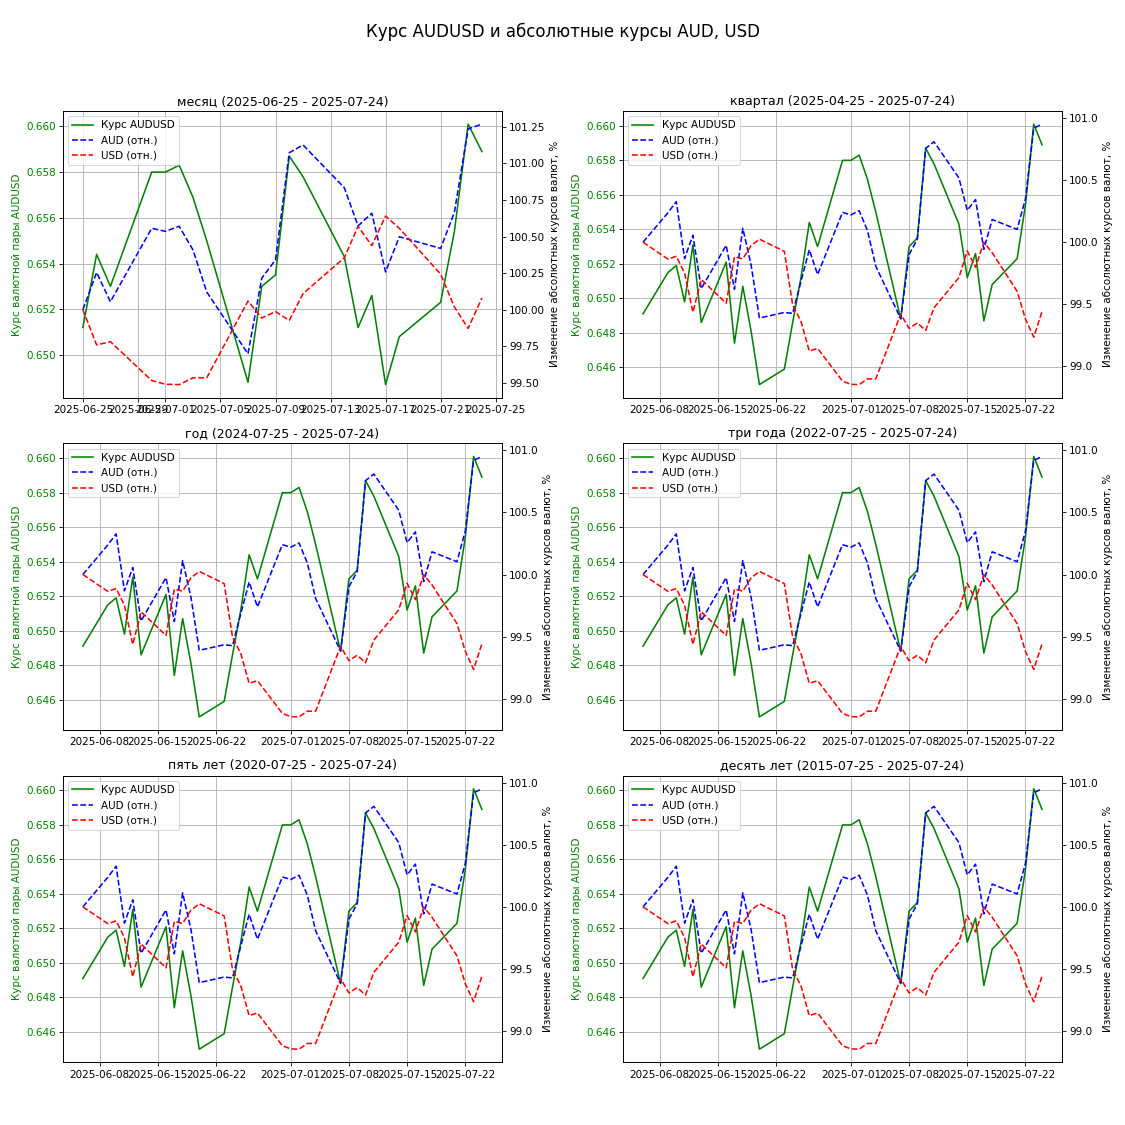 Курс AUDUSD и абсолютные курсы AUD, USD
месяц (2025-06-25 - 2025-07-24)
Курс AUDUSD
AUD (отн.)
USD (отн.)
Курс валютной пары AUDUSD
0.660
0.658
0.656
0.654
0.652
0.650
101.25
101.00
100.75
100.50
100.25
100.00
99.75
99.50
Изменение абсолютных курсов валют, %
2025-06-25 2025-06-29 2025-07-01 2025-07-05 2025-07-09 2025-07-13 2025-07-17 2025-07-21 2025-07-25
квартал (2025-04-25 - 2025-07-24)
Курс AUDUSD
AUD (отн.)
USD (отн.)
Курс валютной пары AUDUSD
0.660
0.658
0.656
0.654
0.652
0.650
0.648
0.646
101.0
100.5
100.0
99.5
99.0
Изменение абсолютных курсов валют, %
2025-06-08 2025-06-15 2025-06-22 2025-07-01 2025-07-08 2025-07-15 2025-07-22
год (2024-07-25 - 2025-07-24)
Курс AUDUSD
AUD (отн.)
USD (отн.)
Курс валютной пары AUDUSD
0.660
0.658
0.656
0.654
0.652
0.650
0.648
0.646
101.0
100.5
100.0
99.5
99.0
Изменение абсолютных курсов валют, %
2025-06-08 2025-06-15 2025-06-22 2025-07-01 2025-07-08 2025-07-15 2025-07-22
три года (2022-07-25 - 2025-07-24)
Курс AUDUSD
AUD (отн.)
USD (отн.)
Курс валютной пары AUDUSD
0.660
0.658
0.656
0.654
0.652
0.650
0.648
0.646
101.0
100.5
100.0
99.5
99.0
Изменение абсолютных курсов валют, %
2025-06-08 2025-06-15 2025-06-22 2025-07-01 2025-07-08 2025-07-15 2025-07-22
пять лет (2020-07-25 - 2025-07-24)
Курс AUDUSD
AUD (отн.)
USD (отн.)
Курс валютной пары AUDUSD
0.660
0.658
0.656
0.654
0.652
0.650
0.648
0.646
101.0
100.5
100.0
99.5
99.0
Изменение абсолютных курсов валют, %
2025-06-08 2025-06-15 2025-06-22 2025-07-01 2025-07-08 2025-07-15 2025-07-22
десять лет (2015-07-25 - 2025-07-24)
Курс AUDUSD
AUD (отн.)
USD (отн.)
Курс валютной пары AUDUSD
0.660
0.658
0.656
0.654
0.652
0.650
0.648
0.646
101.0
100.5
100.0
99.5
99.0
Изменение абсолютных курсов валют, %
2025-06-08 2025-06-15 2025-06-22 2025-07-01 2025-07-08 2025-07-15 2025-07-22